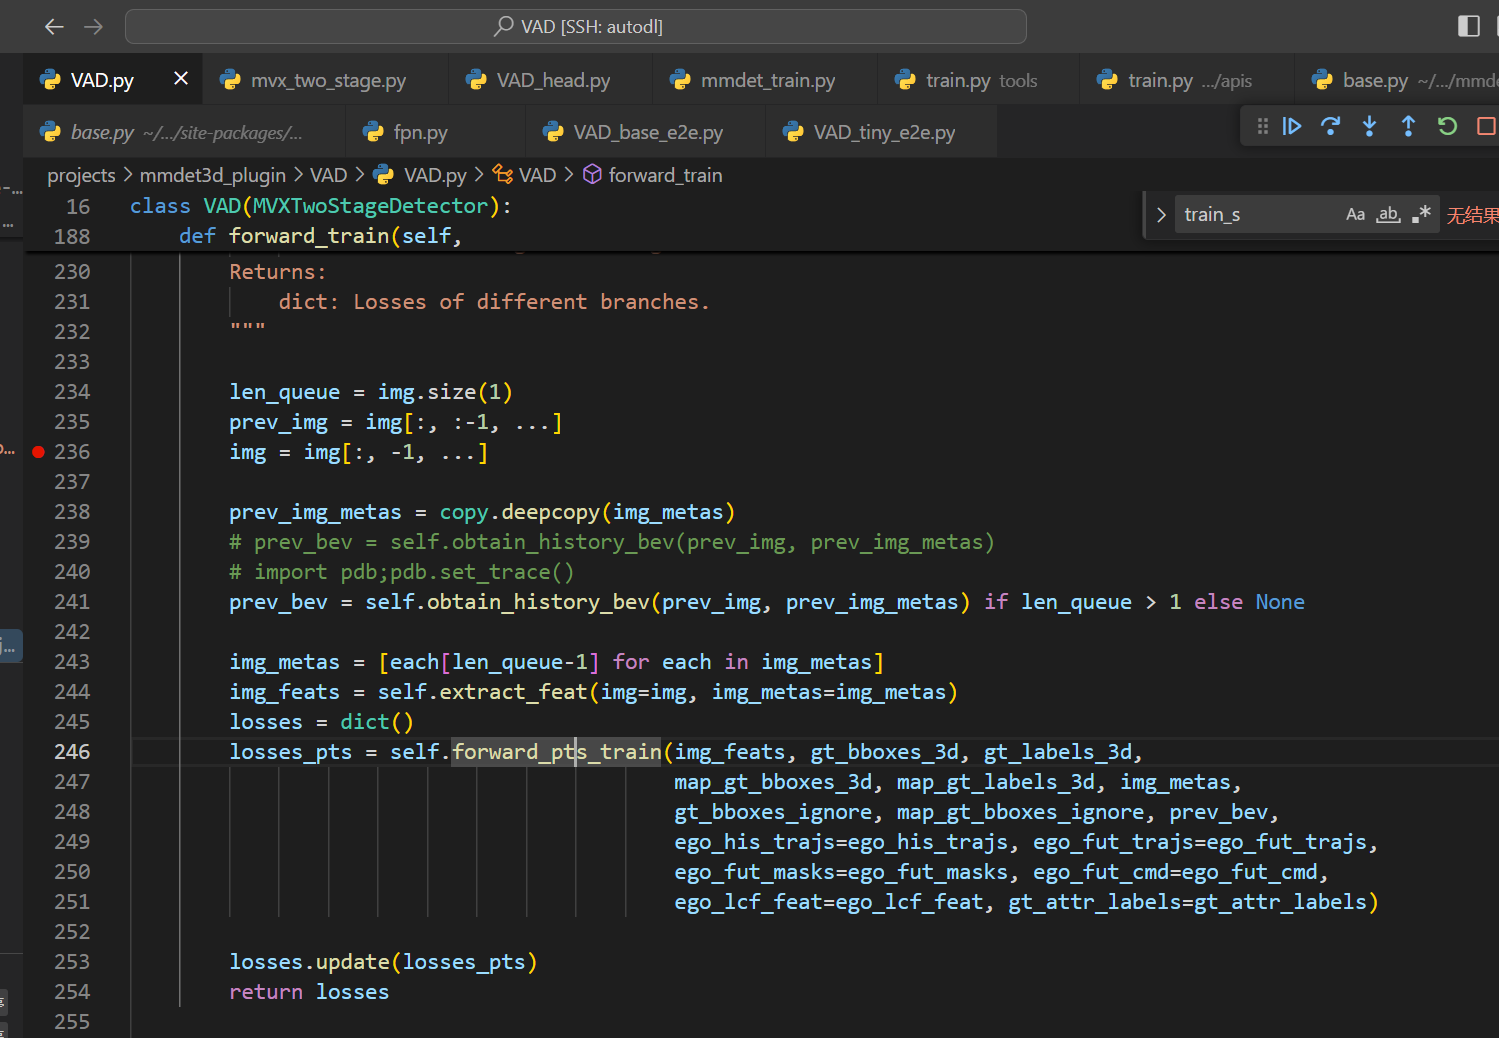 VAD [SSH: autodl]
VAD.py
mvx_two_stage.py
VAD_head.py
mmdet_train.py
train.py tools
train.py .../apis
base.py ~/.../mmde
base.py ~/.../site-packages/...
fpn.py
VAD_base_e2e.py
VAD_tiny_e2e.py
projects > mmdet3d_plugin > VAD > VAD.py > VAD > forward_train
train_s Aa ab .* 无结果
16 class VAD(MVXTwoStageDetector):
188 def forward_train(self,
230 Returns:
231 dict: Losses of different branches.
232 """
233
234 len_queue = img.size(1)
235 prev_img = img[:, :-1, ...]
236 img = img[:, -1, ...]
237
238 prev_img_metas = copy.deepcopy(img_metas)
239 # prev_bev = self.obtain_history_bev(prev_img, prev_img_metas)
240 # import pdb;pdb.set_trace()
241 prev_bev = self.obtain_history_bev(prev_img, prev_img_metas) if len_queue > 1 else None
242
243 img_metas = [each[len_queue-1] for each in img_metas]
244 img_feats = self.extract_feat(img=img, img_metas=img_metas)
245 losses = dict()
246 losses_pts = self.forward_pts_train(img_feats, gt_bboxes_3d, gt_labels_3d,
247 map_gt_bboxes_3d, map_gt_labels_3d, img_metas,
248 gt_bboxes_ignore, map_gt_bboxes_ignore, prev_bev,
249 ego_his_trajs=ego_his_trajs, ego_fut_trajs=ego_fut_trajs,
250 ego_fut_masks=ego_fut_masks, ego_fut_cmd=ego_fut_cmd,
251 ego_lcf_feat=ego_lcf_feat, gt_attr_labels=gt_attr_labels)
252
253 losses.update(losses_pts)
254 return losses
255